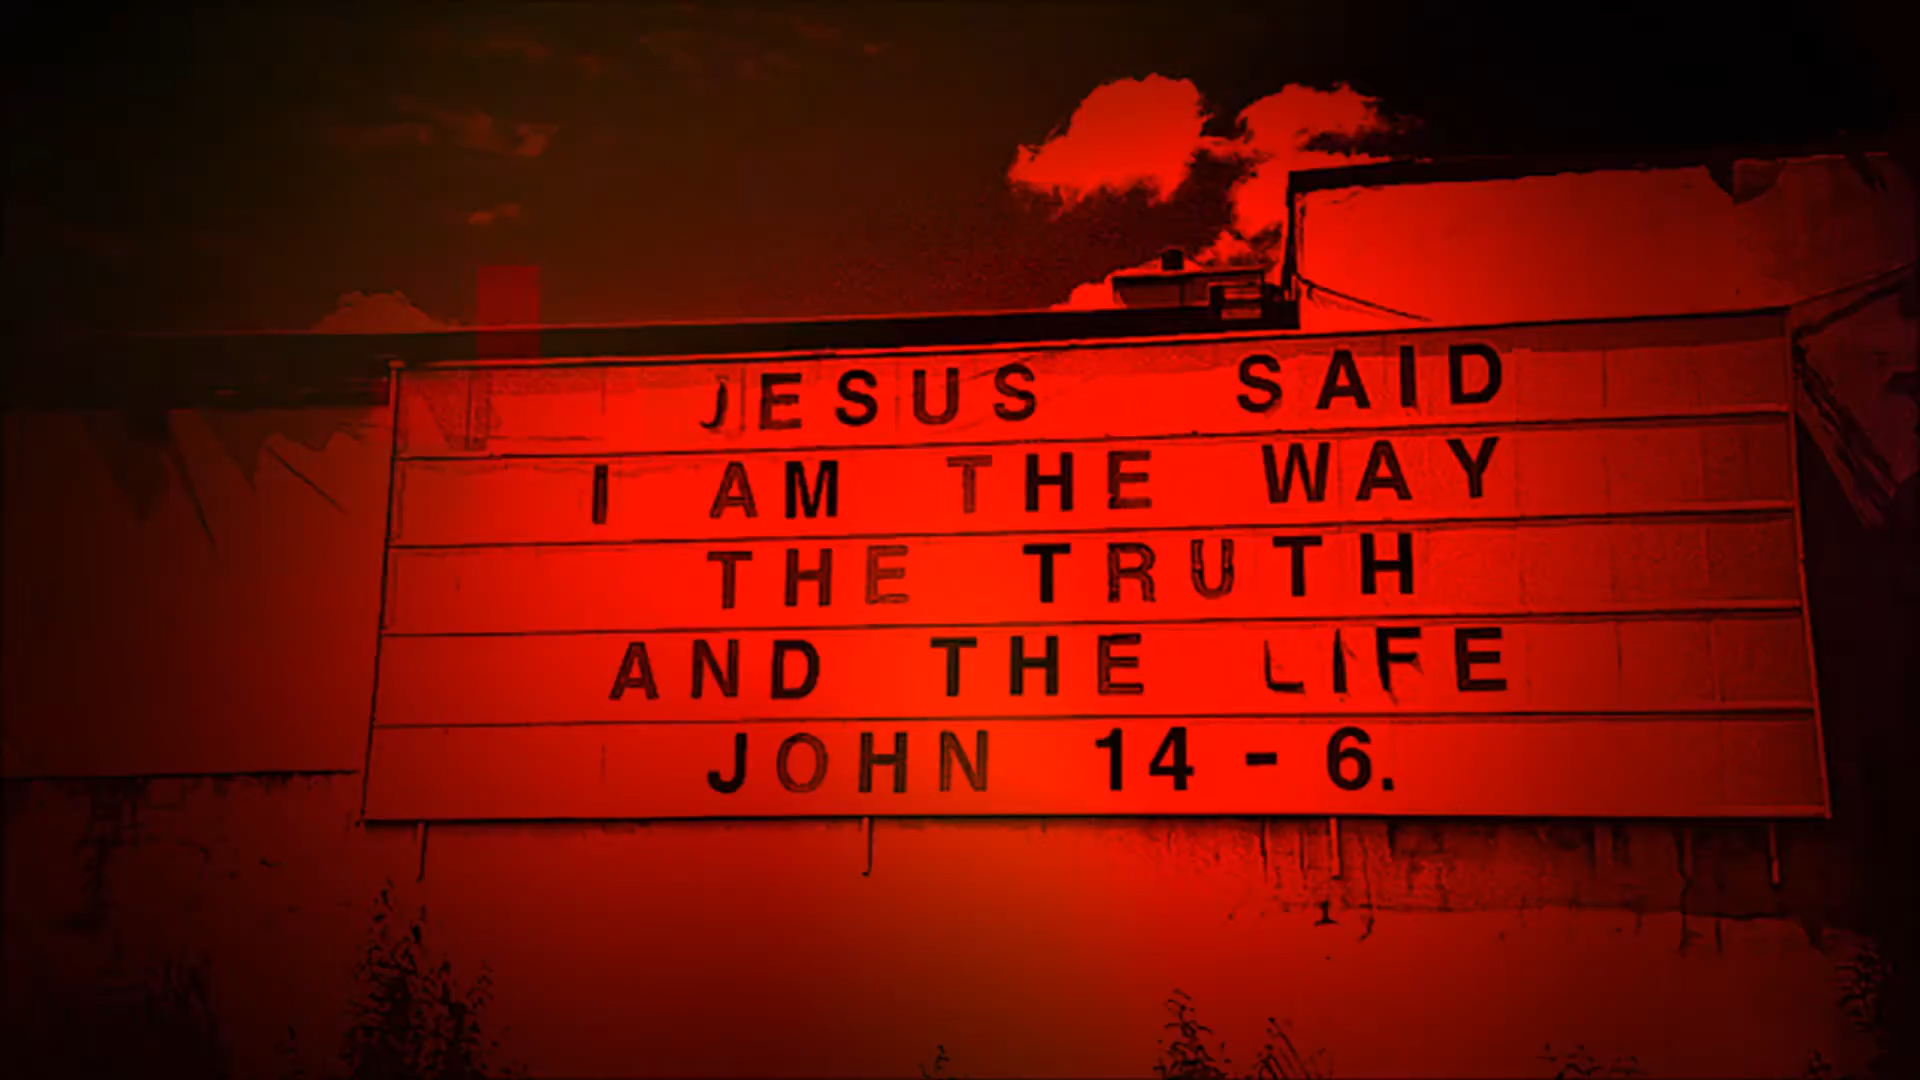 JESUS SAID
I AM THE WAY
THE TRUTH
AND THE LIFE
JOHN 14 - 6.